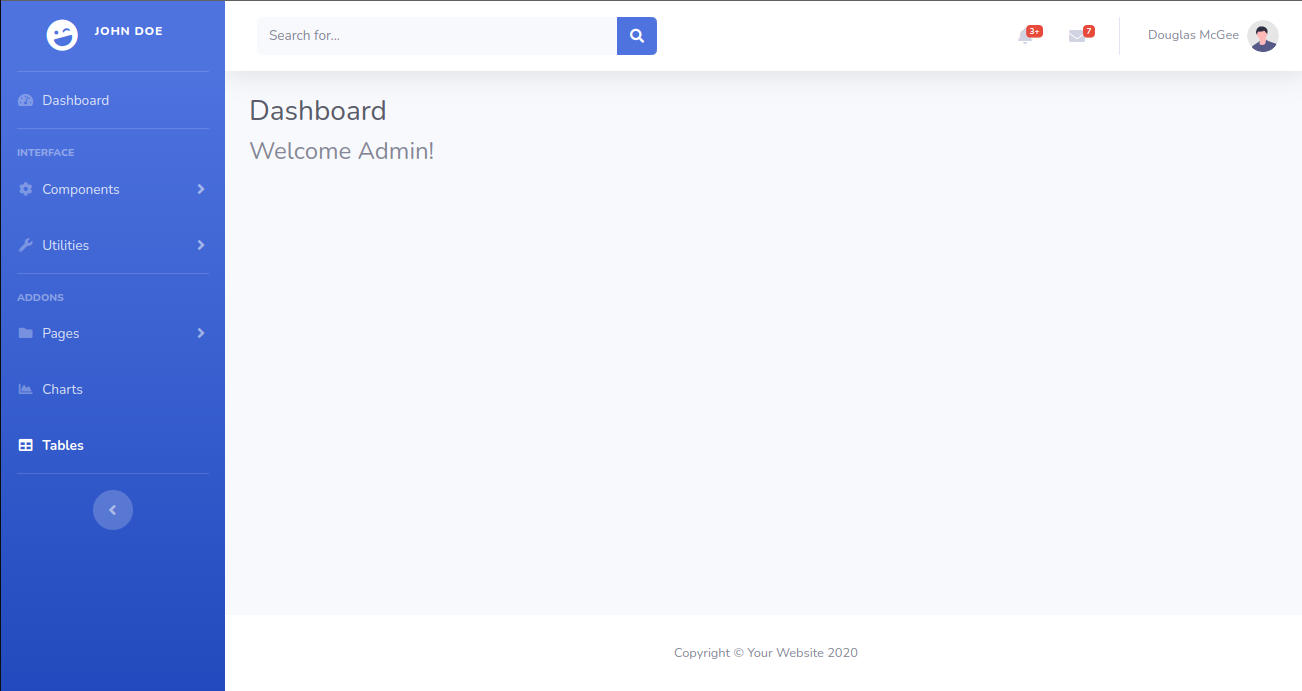 JOHN DOE
Dashboard
INTERFACE
Components
Utilities
ADDONS
Pages
Charts
Tables
Search for...
3+
7
Douglas McGee
Dashboard
Welcome Admin!
Copyright © Your Website 2020